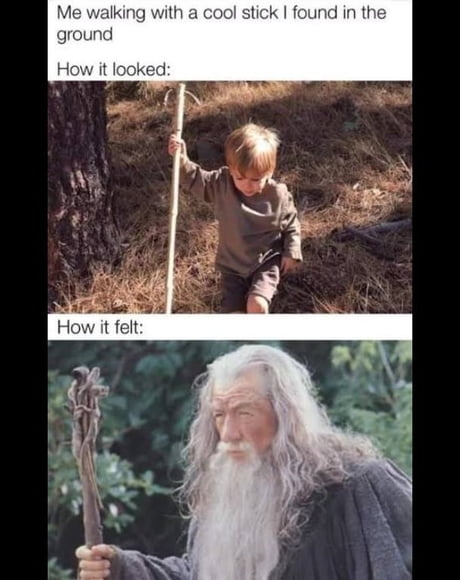 Me walking with a cool stick I found in the
ground
How it looked:
How it felt: